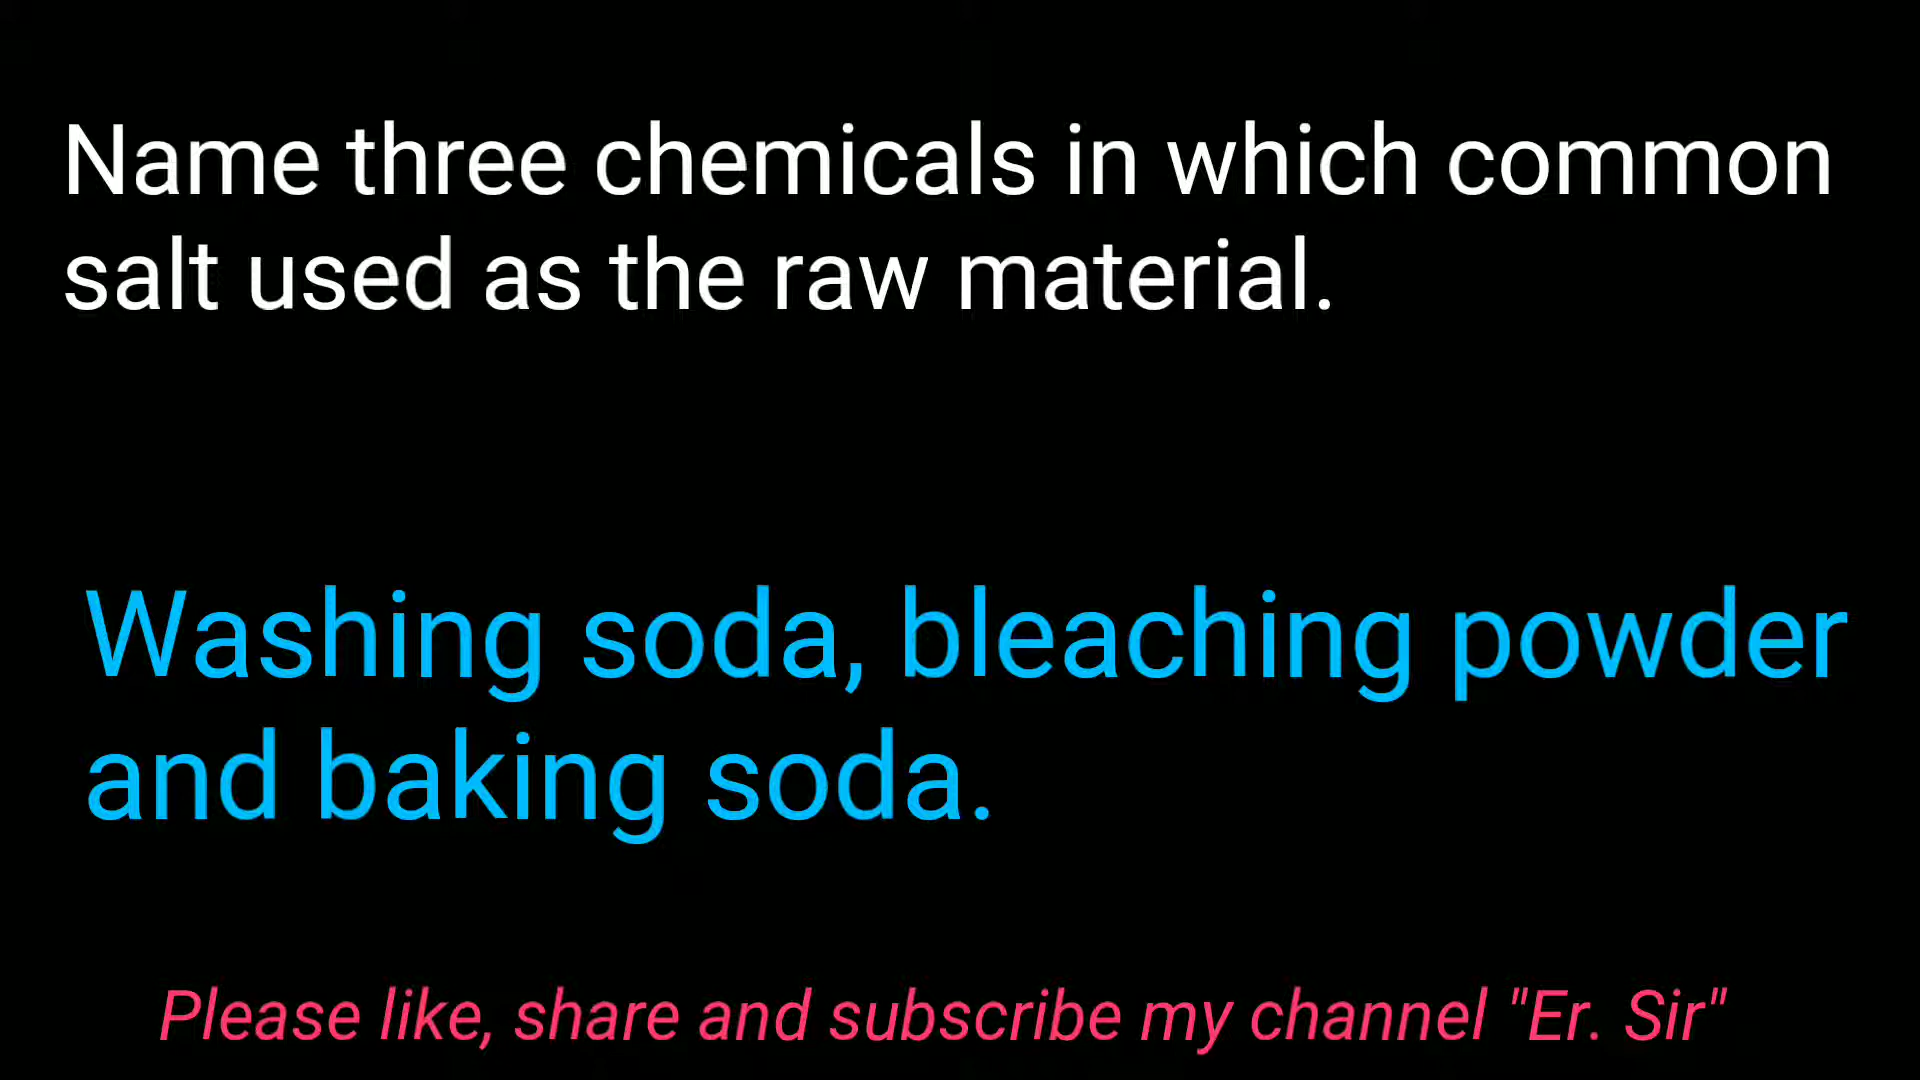 Name three chemicals in which common
salt used as the raw material.
Washing soda, bleaching powder
and baking soda.
Please like, share and subscribe my channel "Er. Sir"